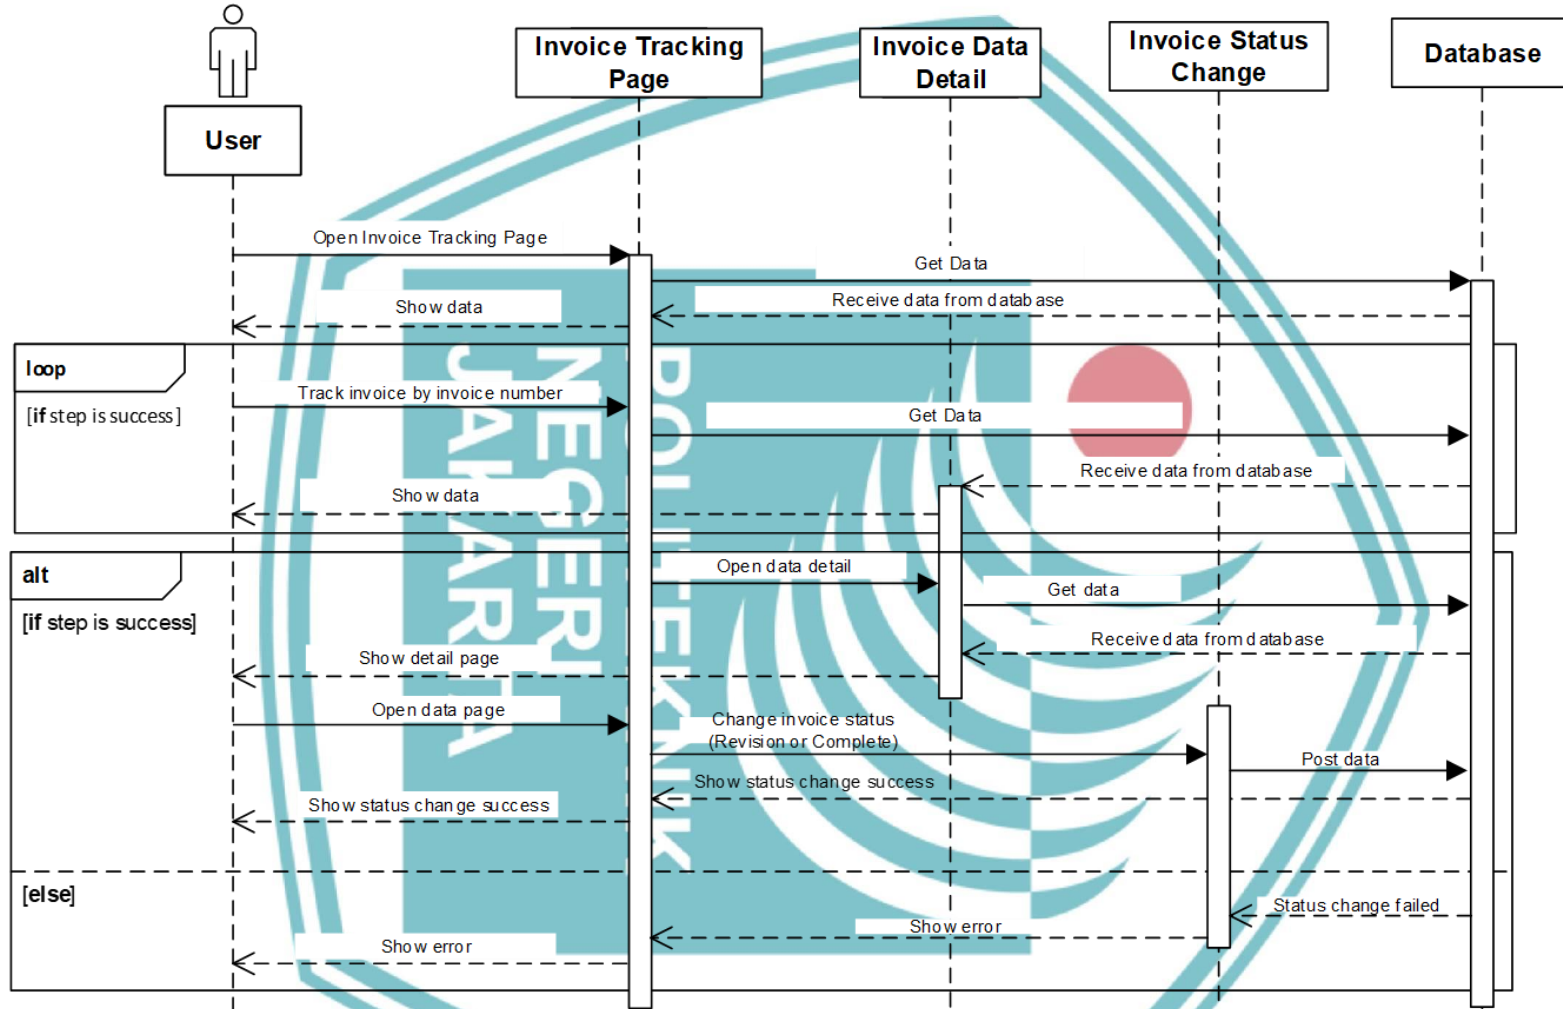 User
Invoice Tracking
Page
Invoice Data
Detail
Invoice Status
Change
Database
Open Invoice Tracking Page
Get Data
Receive data from database
Show data
loop
[if step is success]
Track invoice by invoice number
Get Data
Receive data from database
Show data
alt
[if step is success]
Open data detail
Get data
Receive data from database
Show detail page
Open data page
Change invoice status
(Revision or Complete)
Post data
Show status change success
Show status change success
[else]
Status change failed
Show error
Show error
POLITEKNIK
NEGERI
JAKARTA